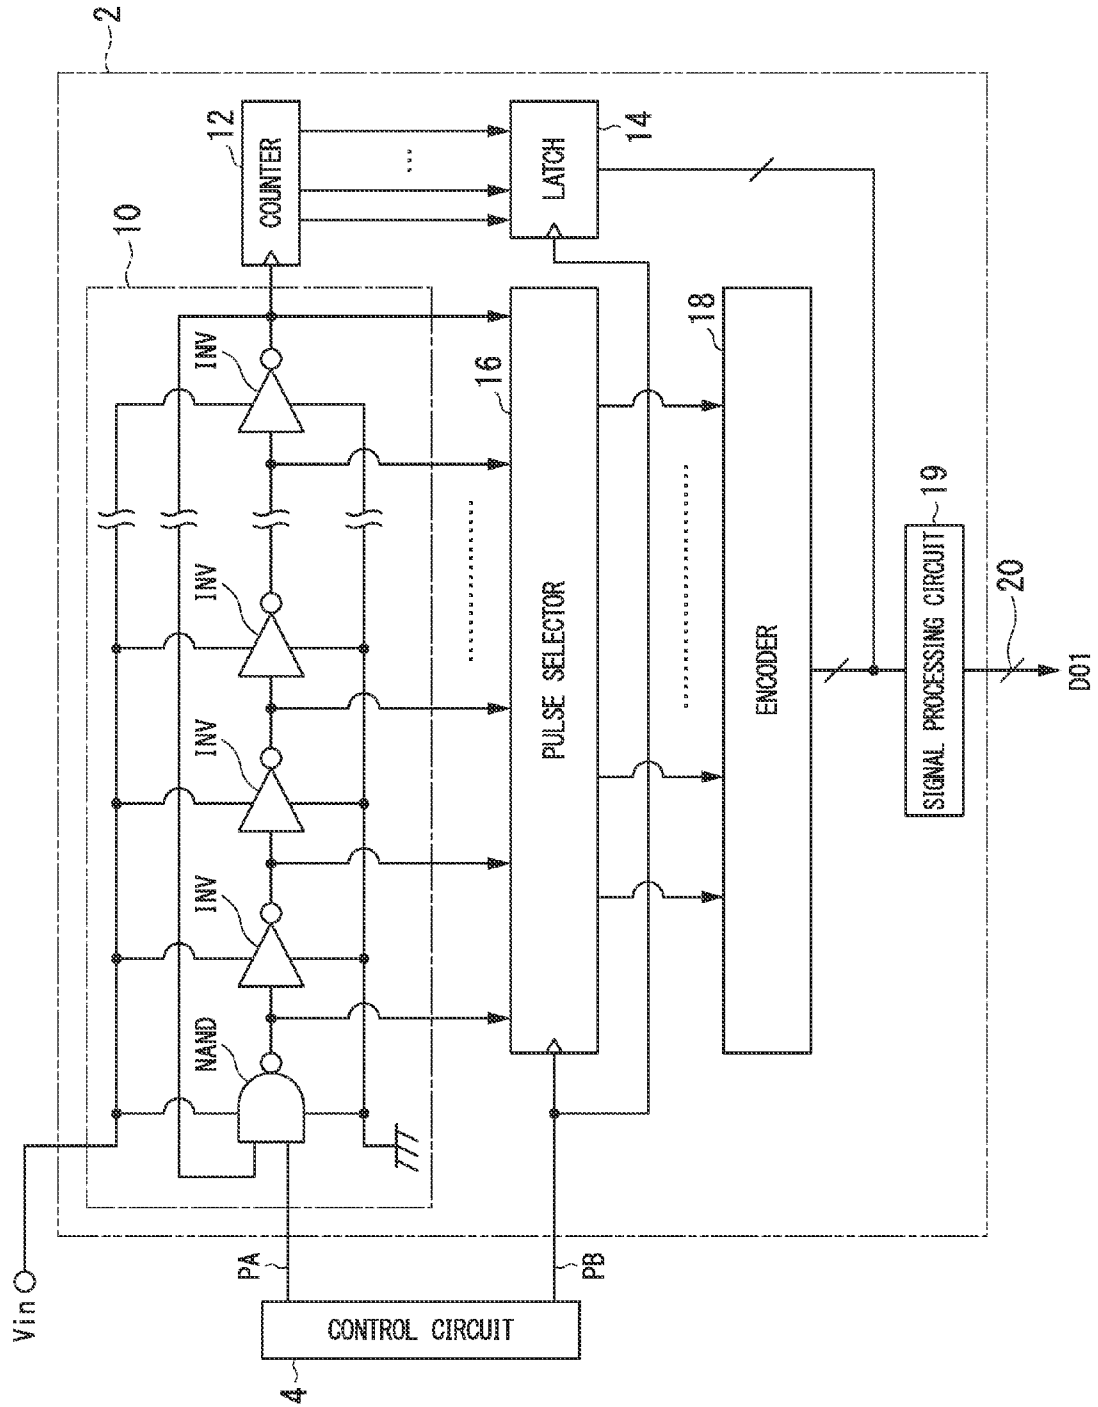 2
10
12
COUNTER
14
LATCH
INV
INV
INV
INV
NAND
16
PULSE SELECTOR
18
ENCODER
19
SIGNAL PROCESSING CIRCUIT
20
DO1
Vin
PA
PB
CONTROL CIRCUIT
4